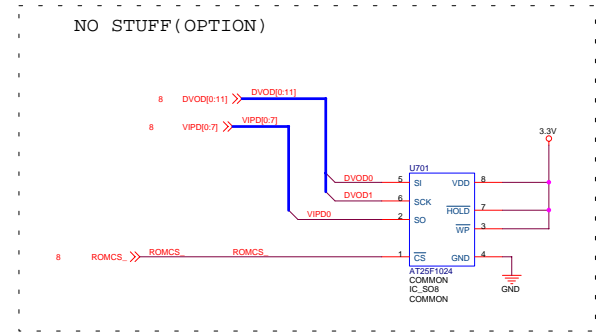 NO STUFF(OPTION)
8 DVOD[0:11] DVOD[0:11]
8 VIPD[0:7] VIPD[0:7]
3.3V
U701
DVOD0 5 SI VDD 8
DVOD1 6 SCK HOLD 7
VIPD0 2 SO WP 3
8 ROMCS_ ROMCS_ ROMCS_ 1 CS GND 4
GND
AT25F1024
COMMON
IC_SO8
COMMON